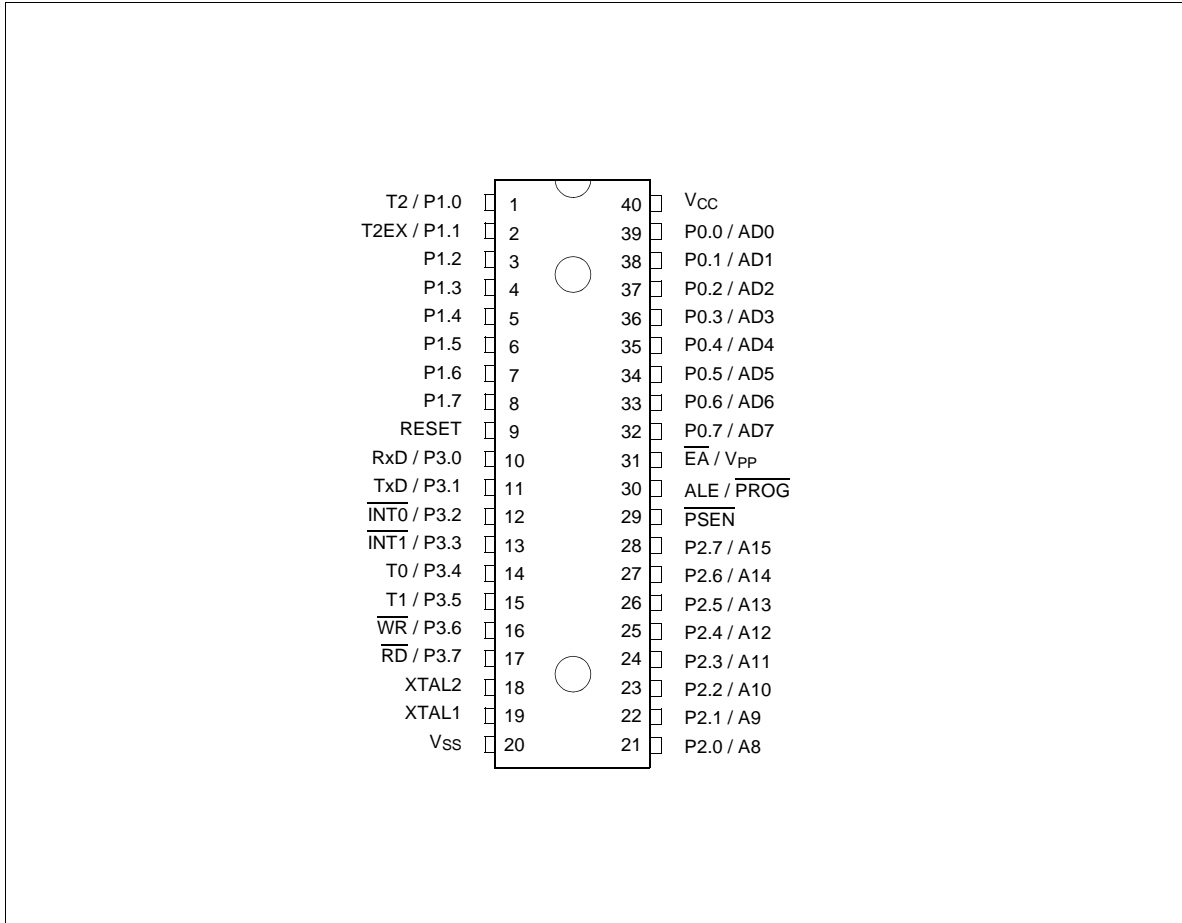 T2 / P1.0 1 40 VCC
T2EX / P1.1 2 39 P0.0 / AD0
P1.2 3 38 P0.1 / AD1
P1.3 4 37 P0.2 / AD2
P1.4 5 36 P0.3 / AD3
P1.5 6 35 P0.4 / AD4
P1.6 7 34 P0.5 / AD5
P1.7 8 33 P0.6 / AD6
RESET 9 32 P0.7 / AD7
RxD / P3.0 10 31 E̅A̅ / VPP
TxD / P3.1 11 30 ALE / P̅R̅O̅G̅
I̅N̅T̅0̅ / P3.2 12 29 P̅S̅E̅N̅
I̅N̅T̅1̅ / P3.3 13 28 P2.7 / A15
T0 / P3.4 14 27 P2.6 / A14
T1 / P3.5 15 26 P2.5 / A13
W̅R̅ / P3.6 16 25 P2.4 / A12
R̅D̅ / P3.7 17 24 P2.3 / A11
XTAL2 18 23 P2.2 / A10
XTAL1 19 22 P2.1 / A9
VSS 20 21 P2.0 / A8